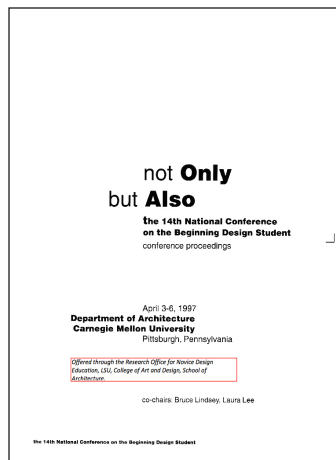 not Only
but Also
the 14th National Conference
on the Beginning Design Student
conference proceedings
April 3-6, 1997
Department of Architecture
Carnegie Mellon University
Pittsburgh, Pennsylvania
Offered through the Research Office for Novice Design
Education, LSU, College of Art and Design, School of
Architecture.
co-chairs: Bruce Lindsey, Laura Lee
the 14th National Conference on the Beginning Design Student